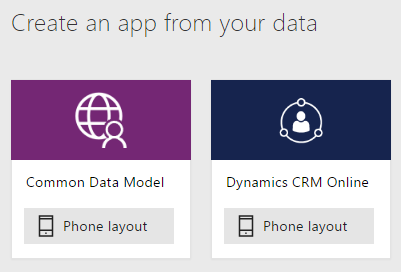 Create an app from your data
Common Data Model
Dynamics CRM Online
Phone layout
Phone layout